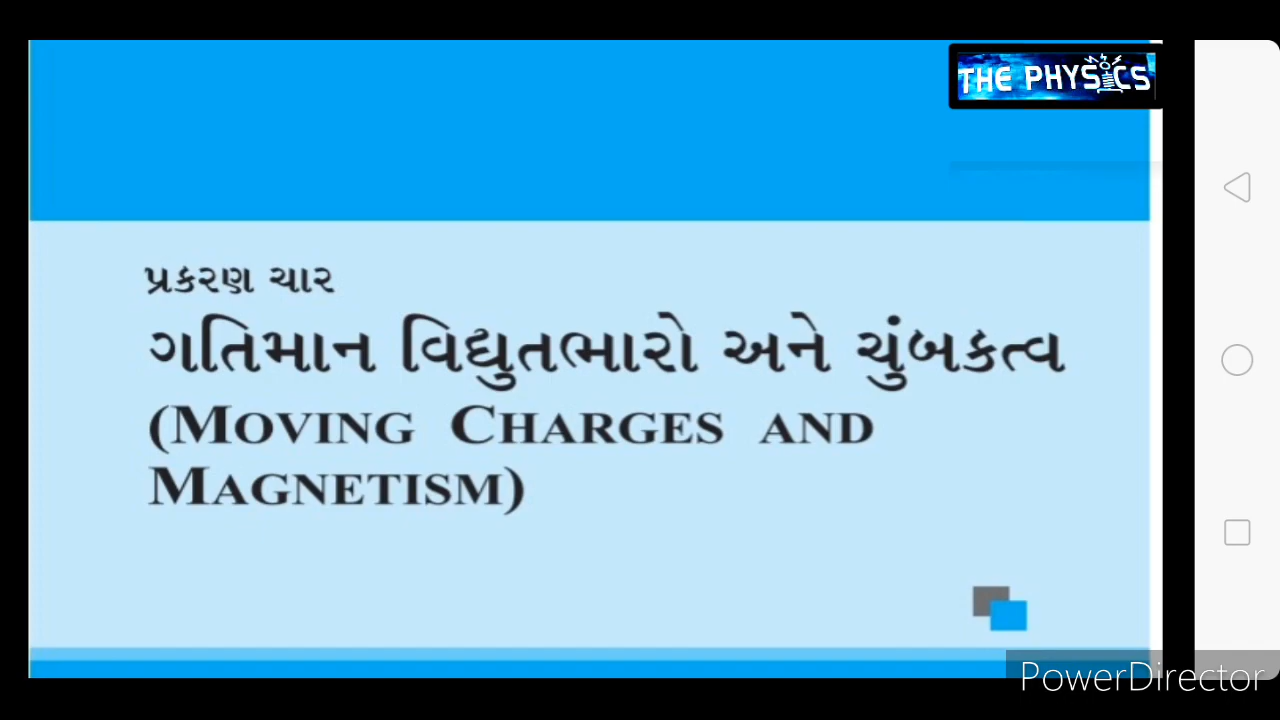 THE PHYSICS
પ્રકરણ ચાર
ગતિમાન વિદ્યુતભારો અને ચુંબકત્વ
(MOVING CHARGES AND
MAGNETISM)
PowerDirector